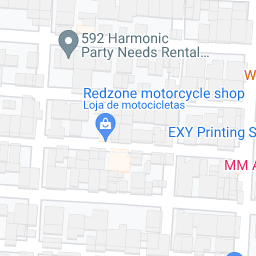 592 Harmonic
Party Needs Rental...
W
Redzone motorcycle shop
Loja de motocicletas
EXY Printing S
MM A